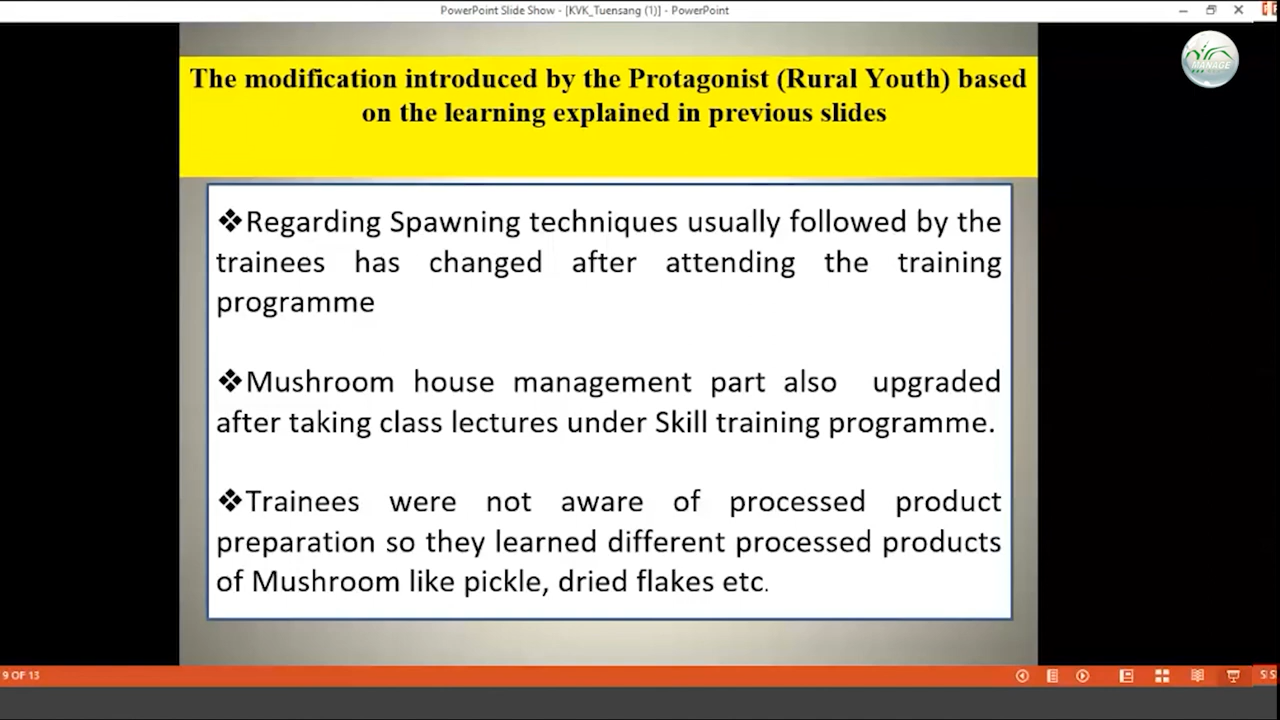 PowerPoint Slide Show - [KVK_Tuensang (1)] - PowerPoint
MANAGE
The modification introduced by the Protagonist (Rural Youth) based
on the learning explained in previous slides
❖Regarding Spawning techniques usually followed by the
trainees has changed after attending the training
programme
❖Mushroom house management part also upgraded
after taking class lectures under Skill training programme.
❖Trainees were not aware of processed product
preparation so they learned different processed products
of Mushroom like pickle, dried flakes etc.
9 OF 13